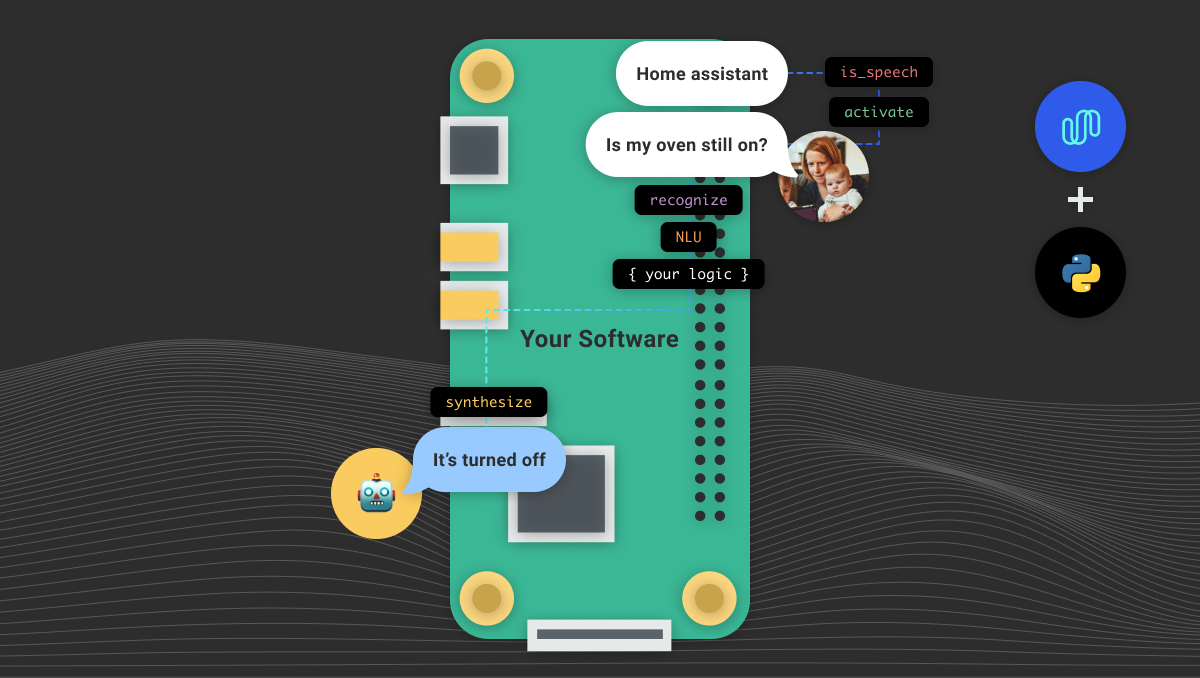 Home assistant
is_speech
activate
Is my oven still on?
recognize
NLU
{ your logic }
Your Software
synthesize
It’s turned off